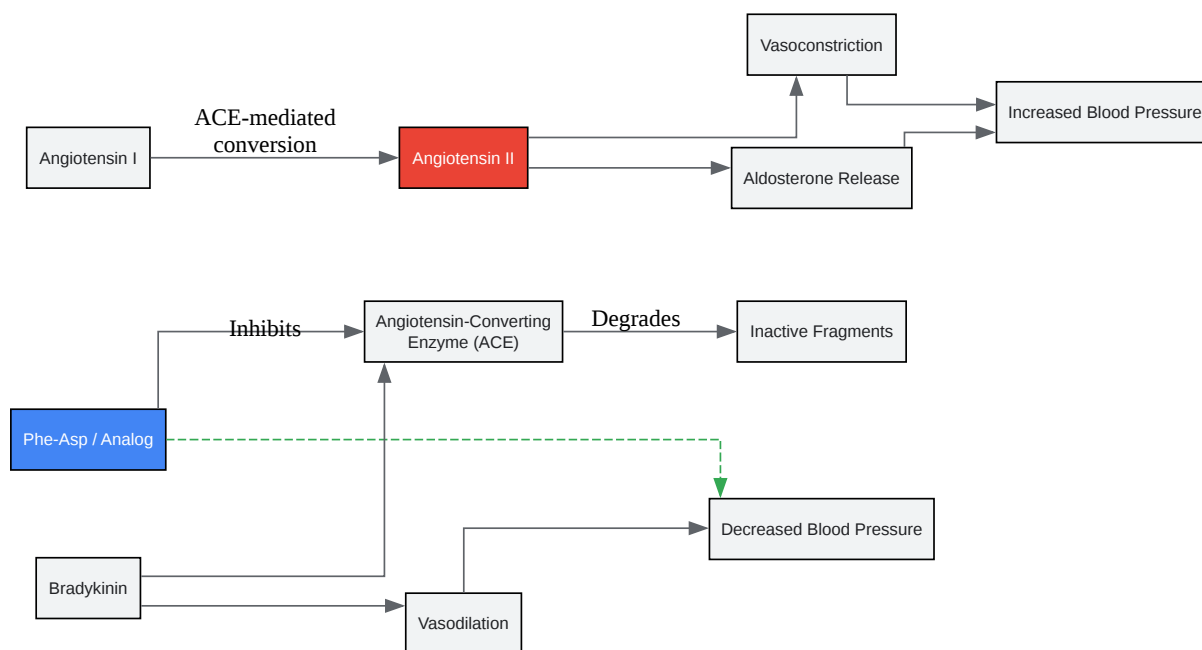 Vasoconstriction
Increased Blood Pressure
ACE-mediated
conversion
Angiotensin I
Angiotensin II
Aldosterone Release
Inhibits
Angiotensin-Converting
Enzyme (ACE)
Degrades
Inactive Fragments
Phe-Asp / Analog
Decreased Blood Pressure
Bradykinin
Vasodilation